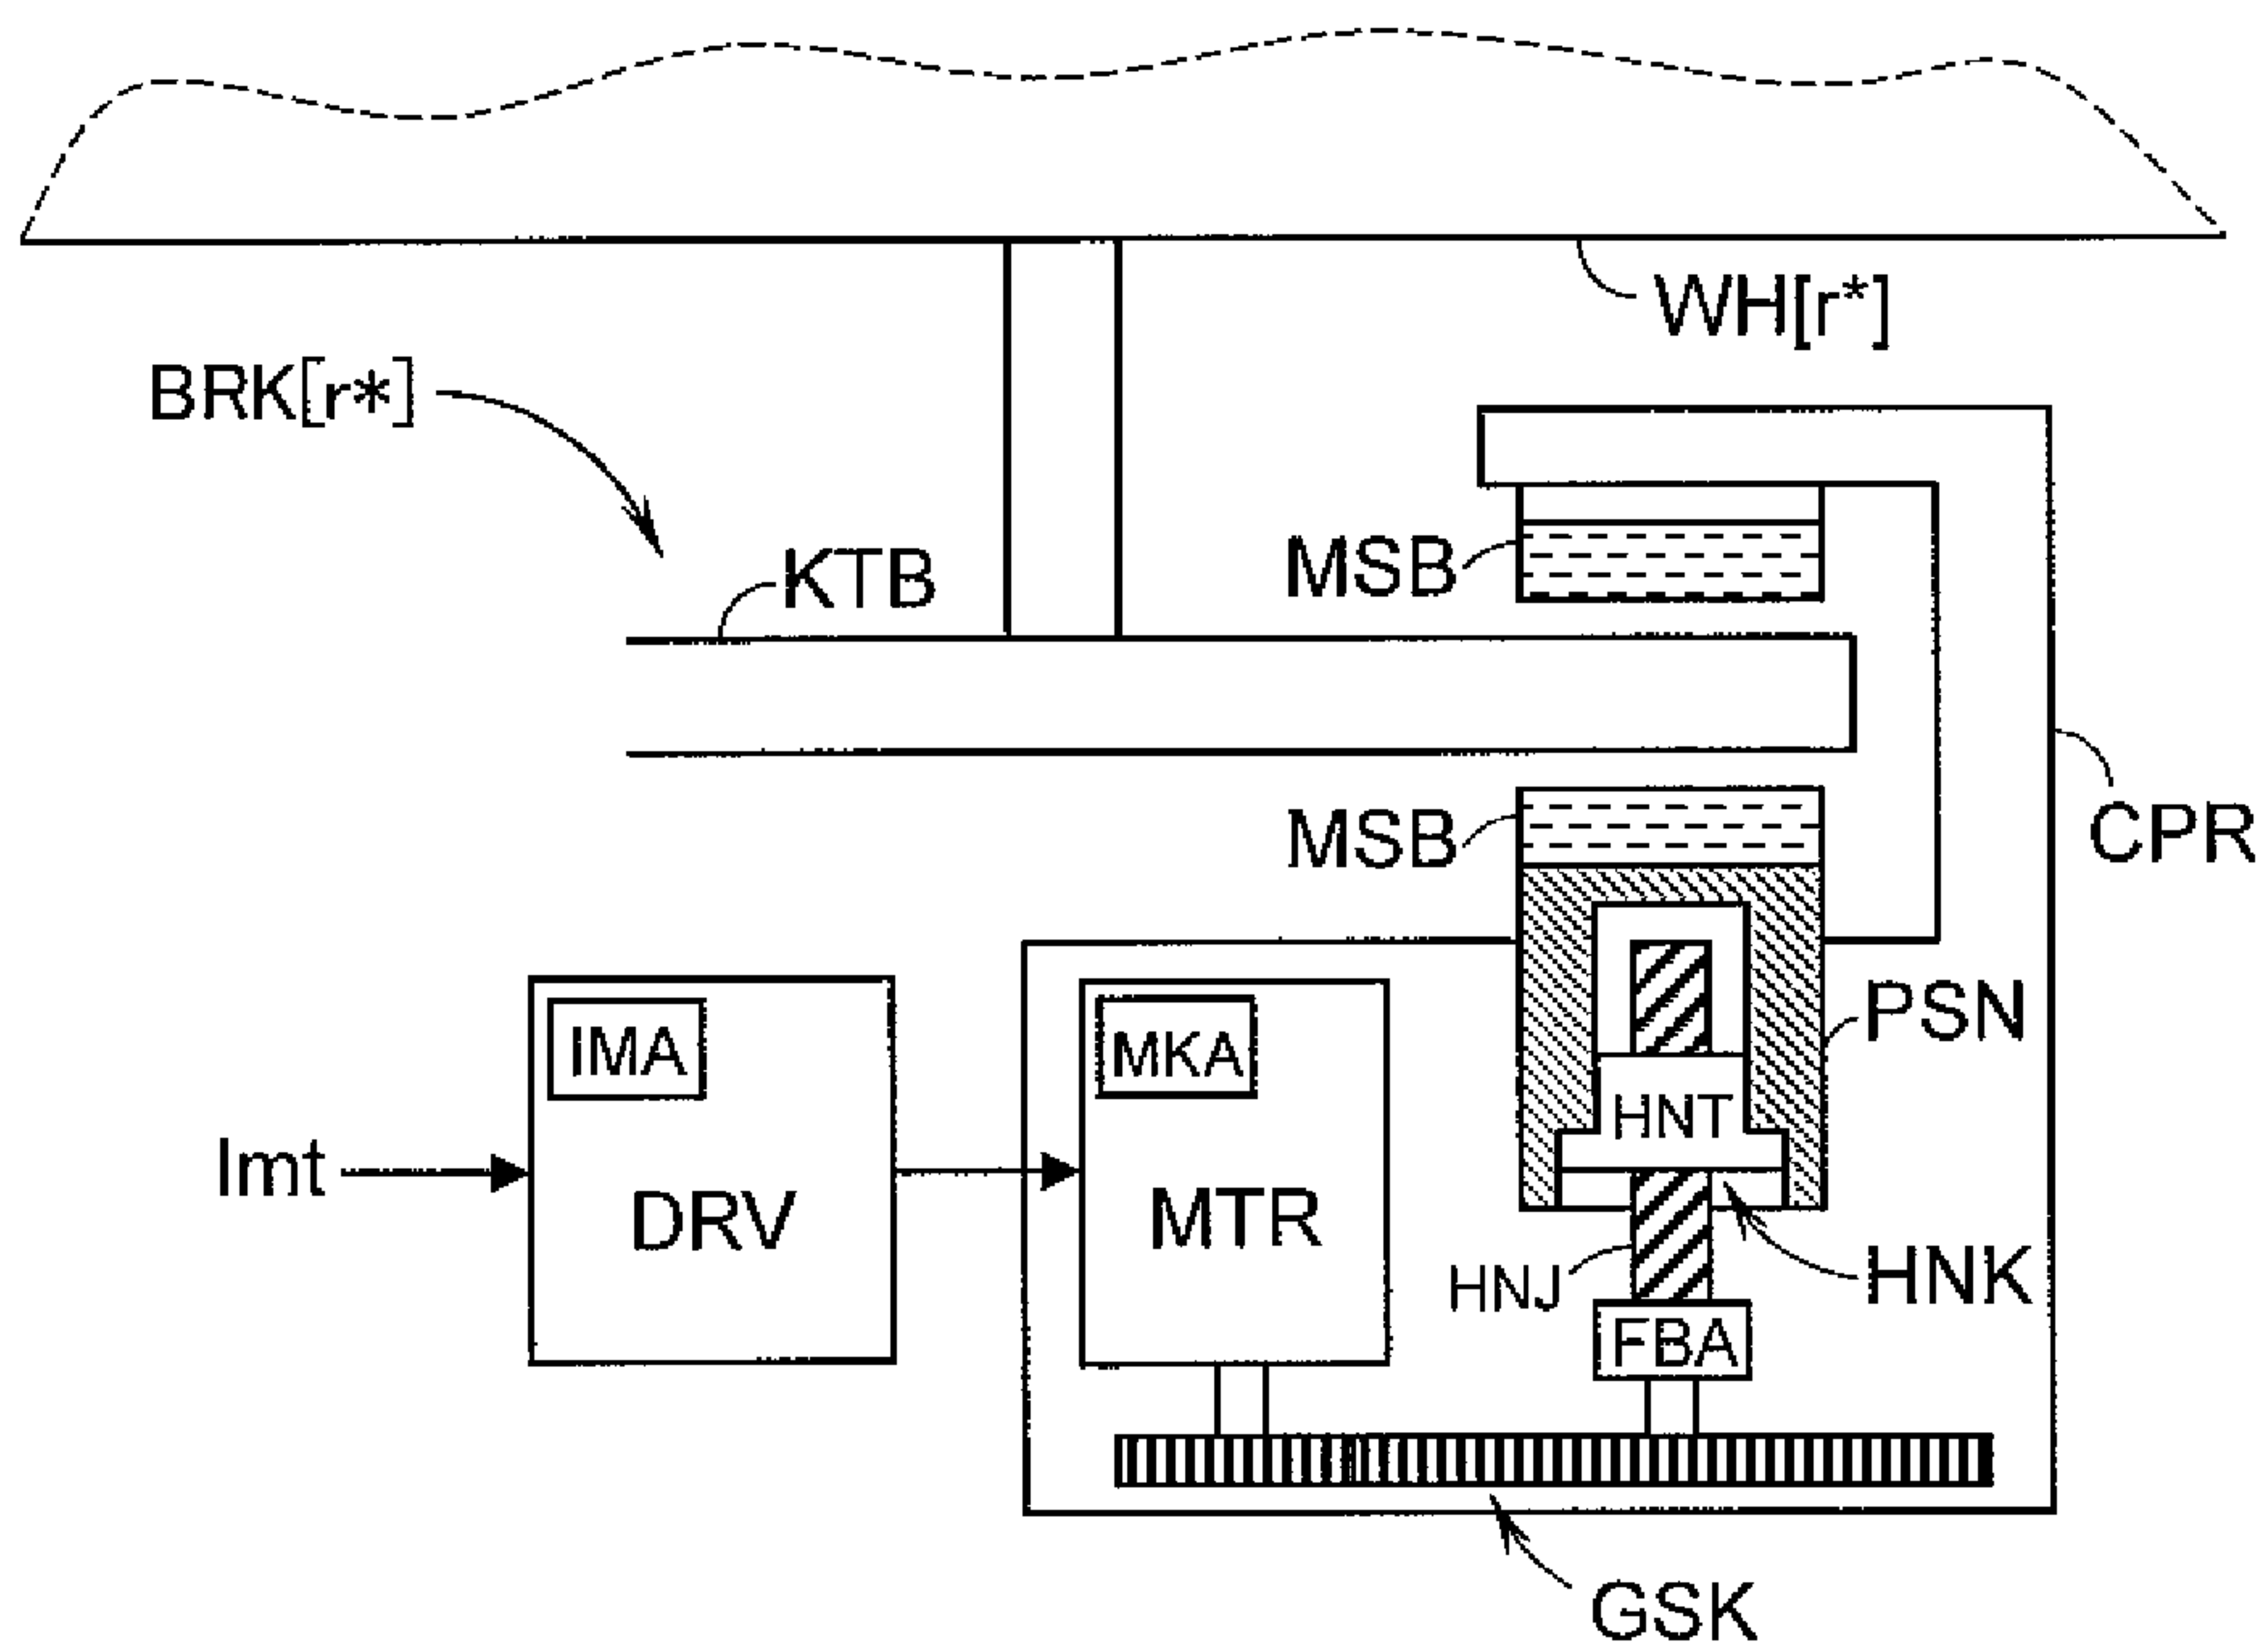 WH[r*]
BRK[r*]
MSB
KTB
MSB
CPR
PSN
IMA
MKA
HNT
Imt
DRV
MTR
HNJ
HNK
FBA
GSK